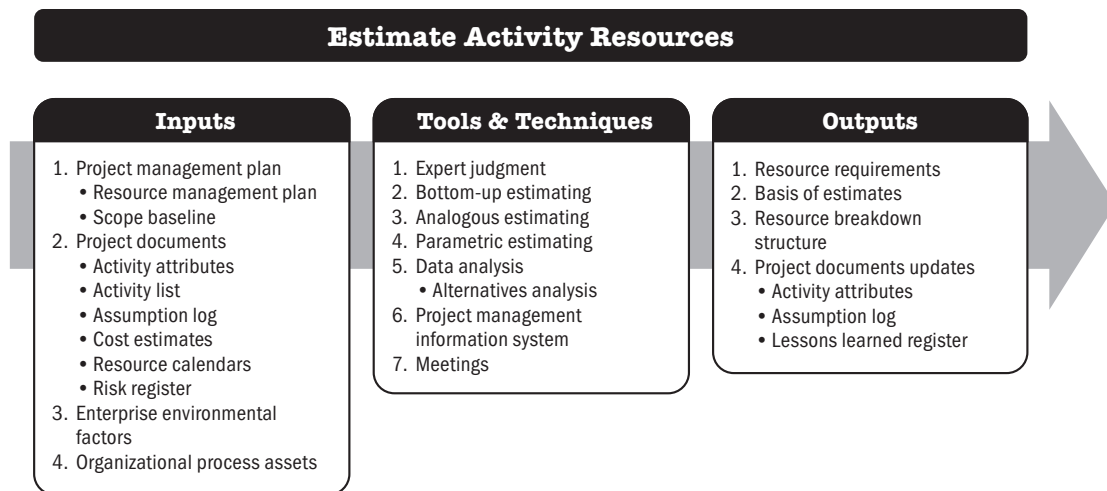 Estimate Activity Resources
Inputs
1. Project management plan
• Resource management plan
• Scope baseline
2. Project documents
• Activity attributes
• Activity list
• Assumption log
• Cost estimates
• Resource calendars
• Risk register
3. Enterprise environmental
factors
4. Organizational process assets
Tools & Techniques
1. Expert judgment
2. Bottom-up estimating
3. Analogous estimating
4. Parametric estimating
5. Data analysis
• Alternatives analysis
6. Project management
information system
7. Meetings
Outputs
1. Resource requirements
2. Basis of estimates
3. Resource breakdown
structure
4. Project documents updates
• Activity attributes
• Assumption log
• Lessons learned register